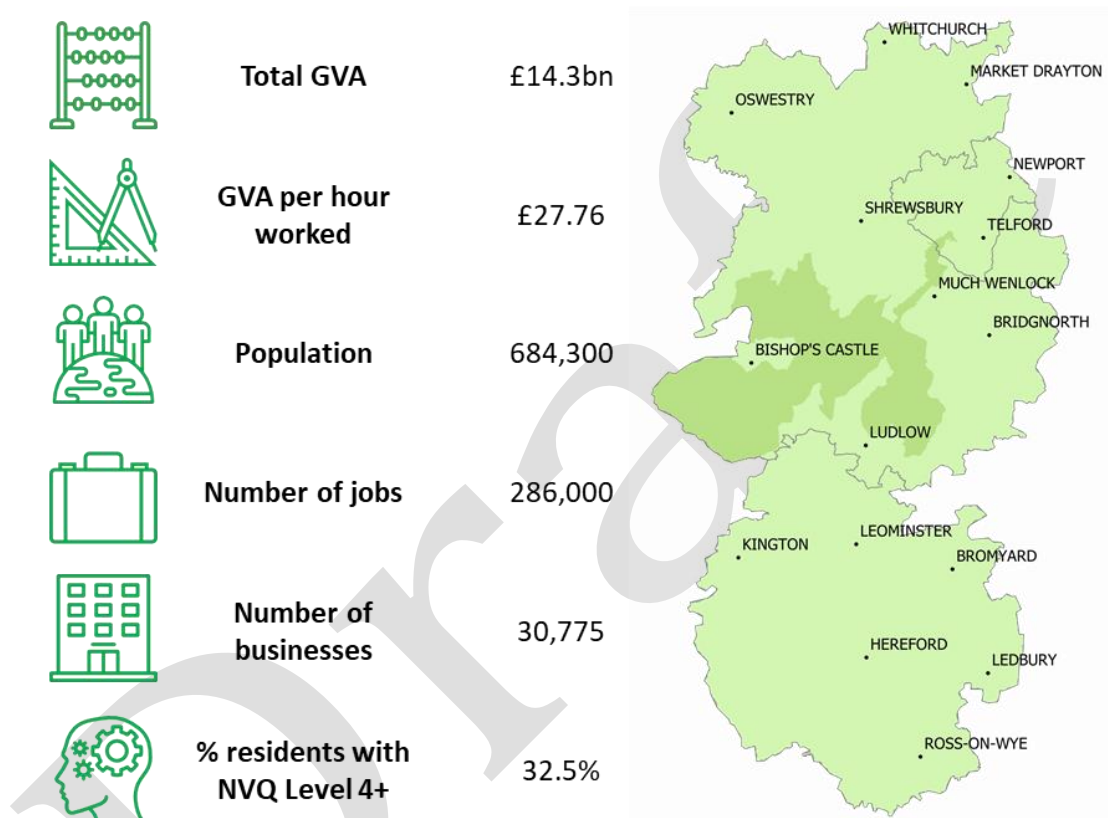 Total GVA
£14.3bn
GVA per hour
worked
£27.76
Population
684,300
Number of jobs
286,000
Number of
businesses
30,775
% residents with
NVQ Level 4+
32.5%
WHITCHURCH
MARKET DRAYTON
OSWESTRY
NEWPORT
SHREWSBURY
TELFORD
MUCH WENLOCK
BRIDGNORTH
BISHOP'S CASTLE
LUDLOW
LEOMINSTER
KINGTON
BROMYARD
HEREFORD
LEDBURY
ROSS-ON-WYE